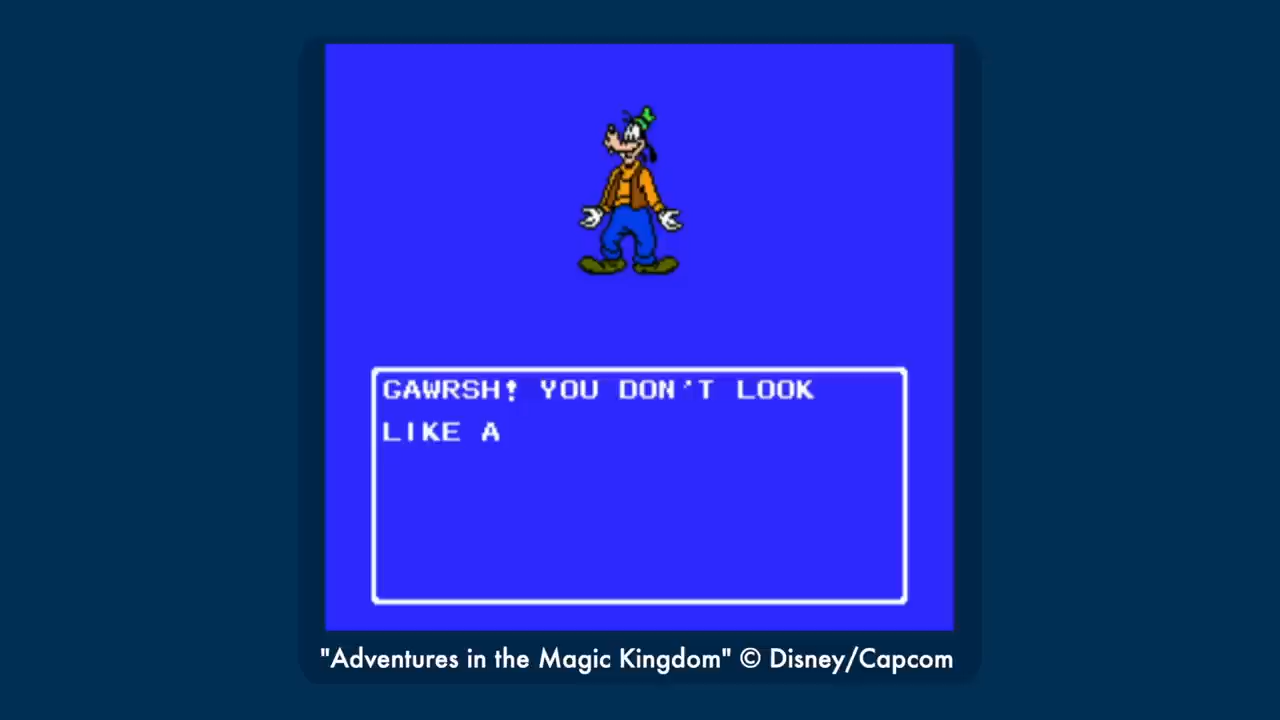 GAWRSH! YOU DON'T LOOK
LIKE A
"Adventures in the Magic Kingdom" © Disney/Capcom